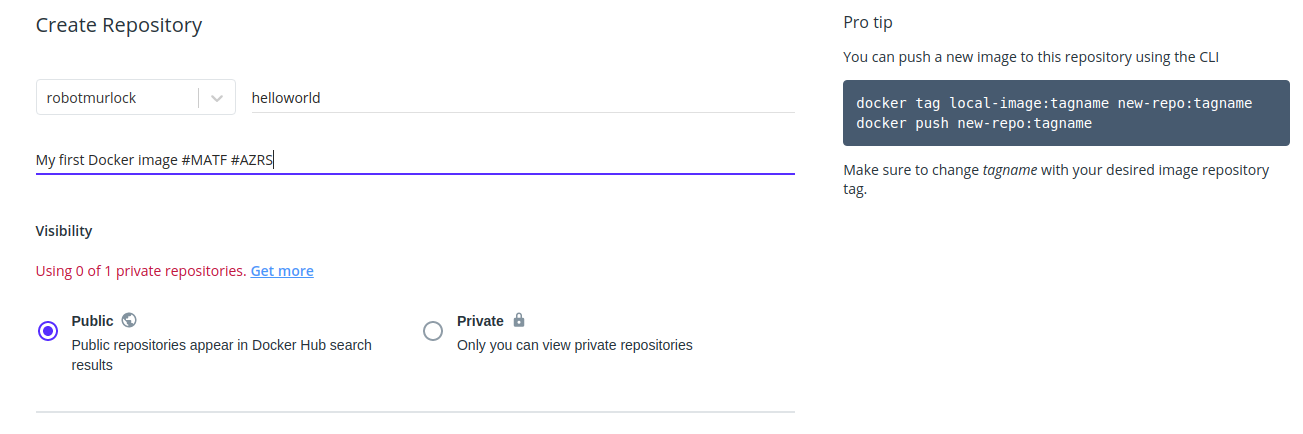 Create Repository
robotmurlock
helloworld
My first Docker image #MATF #AZRS
Visibility
Using 0 of 1 private repositories. Get more
Public
Public repositories appear in Docker Hub search
results
Private
Only you can view private repositories
Pro tip
You can push a new image to this repository using the CLI
docker tag local-image:tagname new-repo:tagname
docker push new-repo:tagname
Make sure to change tagname with your desired image repository
tag.